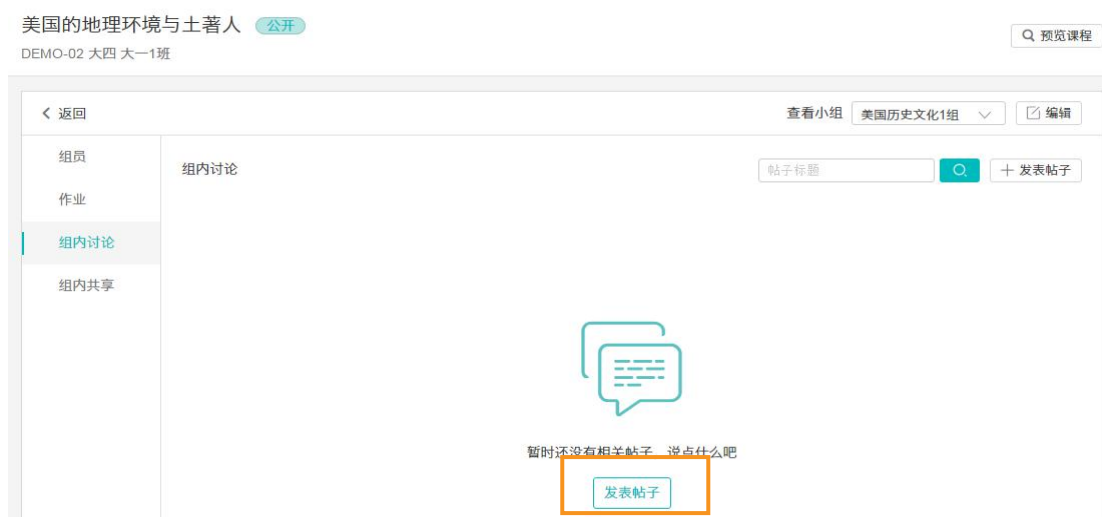 美国的地理环境与土著人 公开
DEMO-02 大四 大一1班
预览课程
返回
查看小组 美国历史文化1组 编辑
组员
作业
组内讨论
组内共享
组内讨论 帖子标题 发表帖子
暂时还没有相关帖子，说点什么吧
发表帖子